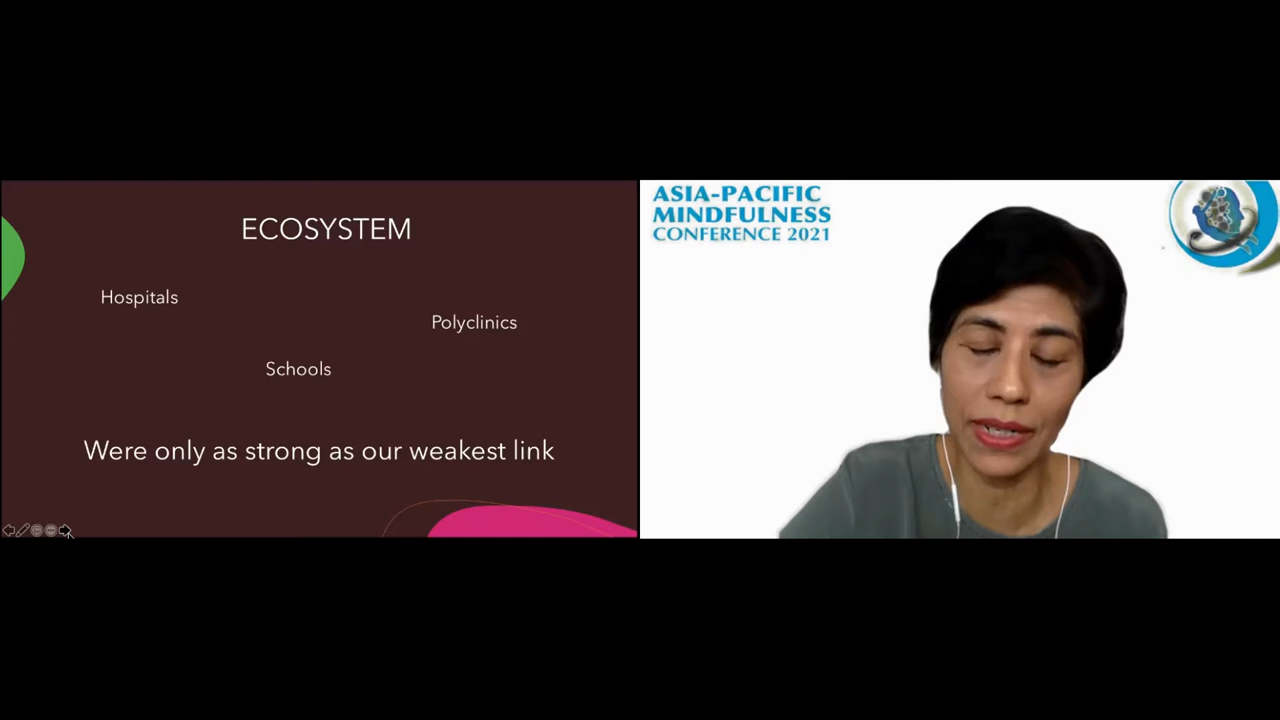 ECOSYSTEM
Hospitals
Polyclinics
Schools
Were only as strong as our weakest link
ASIA-PACIFIC
MINDFULNESS
CONFERENCE 2021